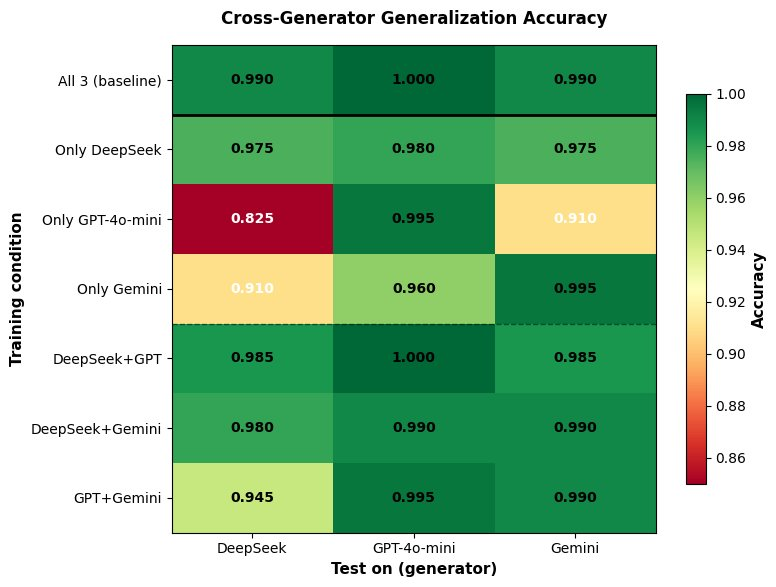 Cross-Generator Generalization Accuracy
Training condition
All 3 (baseline) 0.990 1.000 0.990
Only DeepSeek 0.975 0.980 0.975
Only GPT-4o-mini 0.825 0.995 0.910
Only Gemini 0.910 0.960 0.995
DeepSeek+GPT 0.985 1.000 0.985
DeepSeek+Gemini 0.980 0.990 0.990
GPT+Gemini 0.945 0.995 0.990
DeepSeek GPT-4o-mini Gemini
Test on (generator)
1.00
0.98
0.96
0.94
0.92
0.90
0.88
0.86
Accuracy